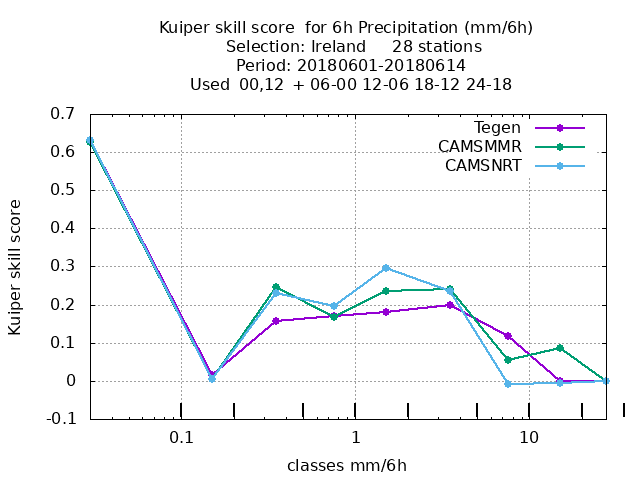 Kuiper skill score  for 6h Precipitation (mm/6h)
Selection: Ireland     28 stations
Period: 20180601-20180614
Used  00,12  + 06-00 12-06 18-12 24-18
Tegen
CAMSMMR
CAMSNRT
0.7
0.6
0.5
0.4
0.3
0.2
0.1
0
-0.1
Kuiper skill score
0.1 1 10
classes mm/6h